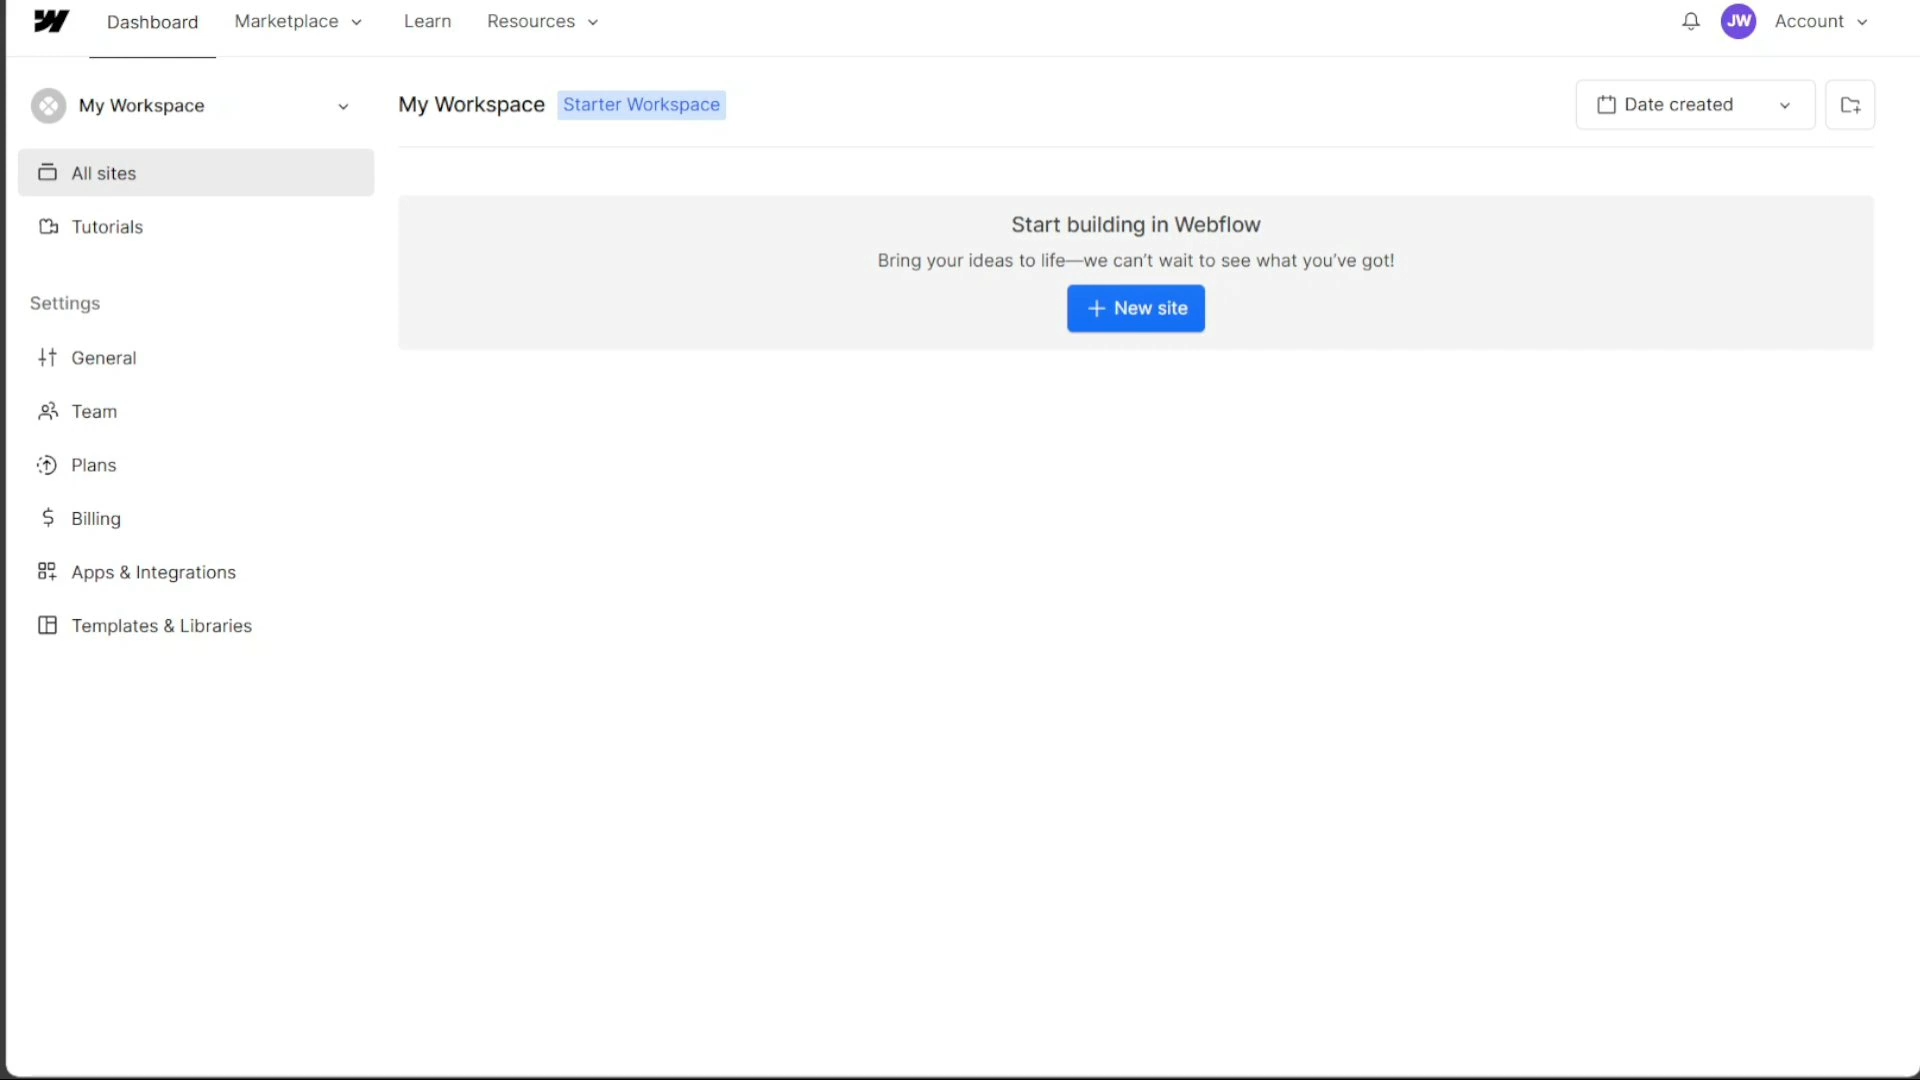 Dashboard
Marketplace
Learn
Resources
JW
Account
My Workspace
My Workspace
Starter Workspace
Date created
All sites
Tutorials
Settings
General
Team
Plans
Billing
Apps & Integrations
Templates & Libraries
Start building in Webflow
Bring your ideas to life—we can’t wait to see what you’ve got!
New site